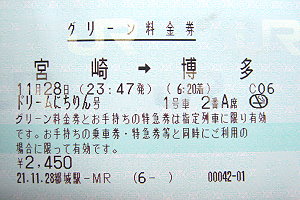 グリーン料金券
宮崎 → 博多
11月28日 (23:47発) (6:20着) C06
ドリームにちりん号 1号車 2番A席
グリーン料金券とお手持ちの特急券は指定列車に限り有効
です。お手持ちの乗車券・特急券等と同時にご利用の
場合に限って有効です。
¥2,450
21.11.28都城駅-MR (6-) 00042-01